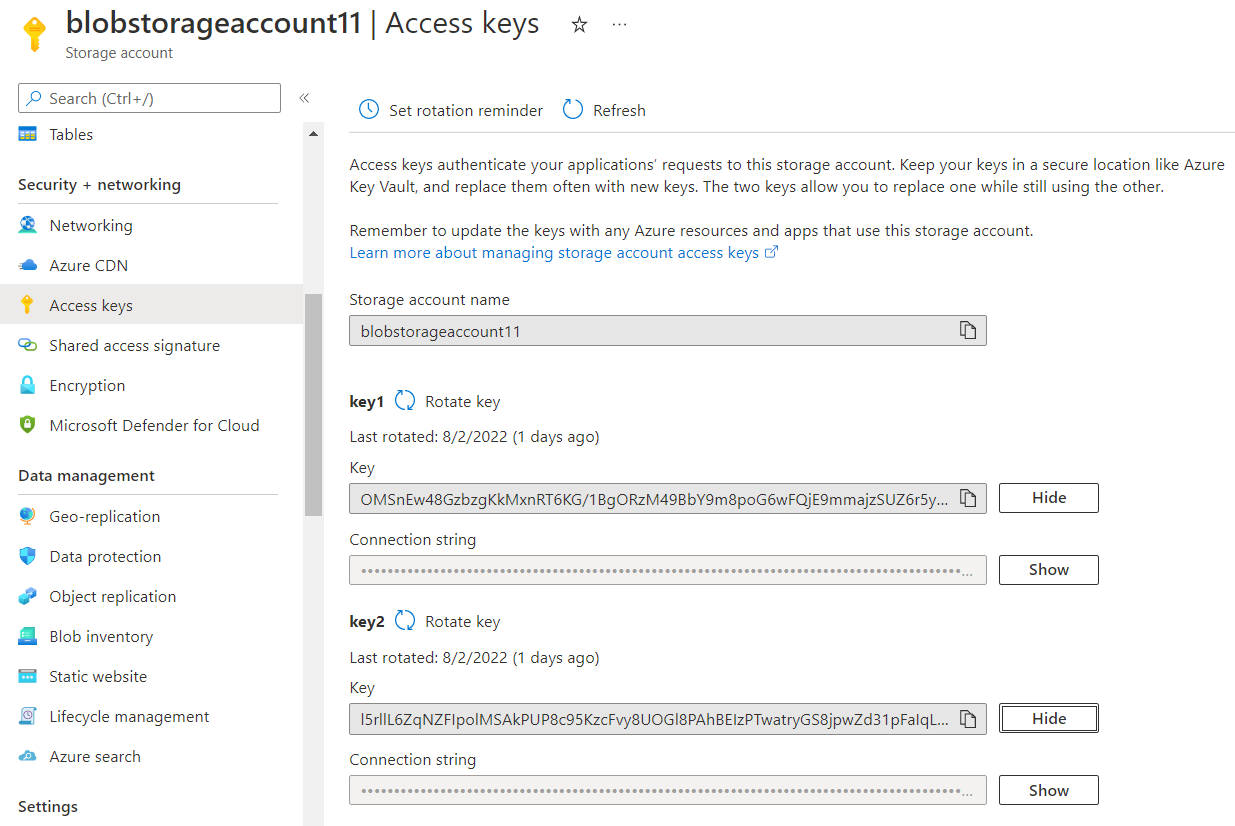 blobstorageaccount11 | Access keys
Storage account
Search (Ctrl+/)
Tables
Security + networking
Networking
Azure CDN
Access keys
Shared access signature
Encryption
Microsoft Defender for Cloud
Data management
Geo-replication
Data protection
Object replication
Blob inventory
Static website
Lifecycle management
Azure search
Settings
Set rotation reminder
Refresh
Access keys authenticate your applications' requests to this storage account. Keep your keys in a secure location like Azure
Key Vault, and replace them often with new keys. The two keys allow you to replace one while still using the other.
Remember to update the keys with any Azure resources and apps that use this storage account.
Learn more about managing storage account access keys
Storage account name
blobstorageaccount11
key1 Rotate key
Last rotated: 8/2/2022 (1 days ago)
Key
OMSnEw48GzbzgKkMxnRT6KG/1BgORzM49BbY9m8poG6wFQjE9mmajzSUZ6r5y...
Hide
Connection string
Show
key2 Rotate key
Last rotated: 8/2/2022 (1 days ago)
Key
l5rllL6ZqNZFIpolMSAkPUP8c95KzcFvy8UOGl8PAhBEIzPTwatryGS8jpwZd31pFaIqL...
Hide
Connection string
Show